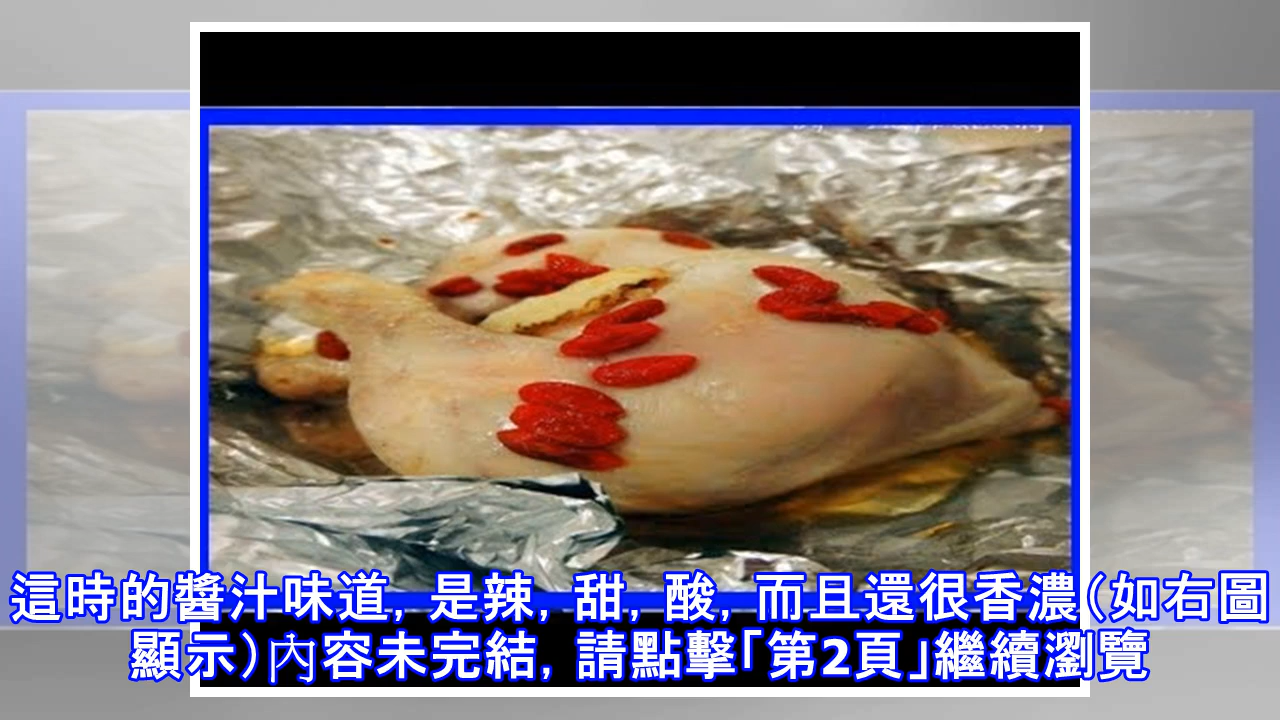 這時的醬汁味道, 是辣, 甜, 酸, 而且還很香濃(如右圖
顯示)內容未完結, 請點擊「第2頁」繼續瀏覽